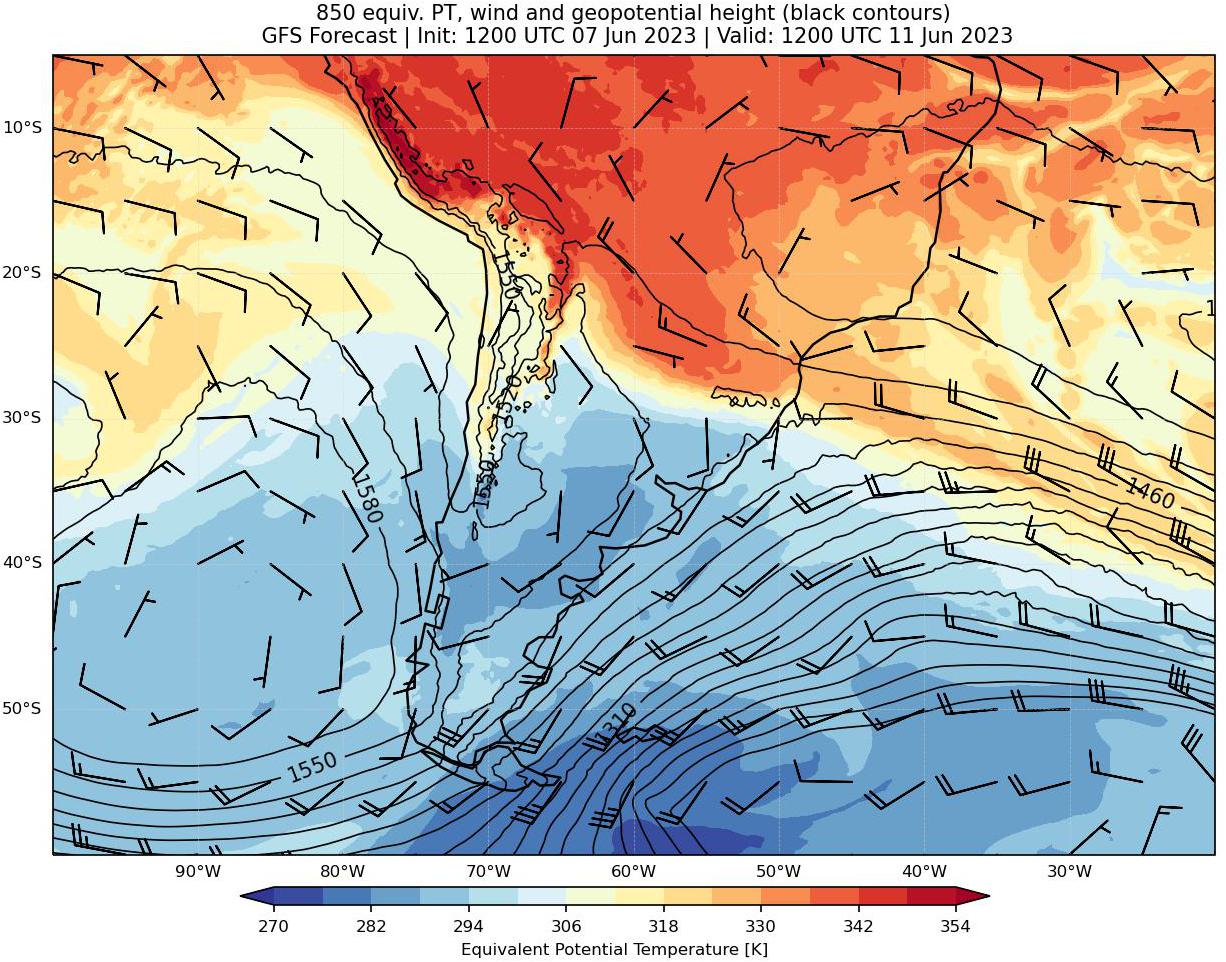 850 equiv. PT, wind and geopotential height (black contours)
GFS Forecast | Init: 1200 UTC 07 Jun 2023 | Valid: 1200 UTC 11 Jun 2023
10°S
20°S
1550
1
1520
30°S
1550
1580
1460
40°S
50°S
1310
1550
90°W 80°W 70°W 60°W 50°W 40°W 30°W
270 282 294 306 318 330 342 354
Equivalent Potential Temperature [K]